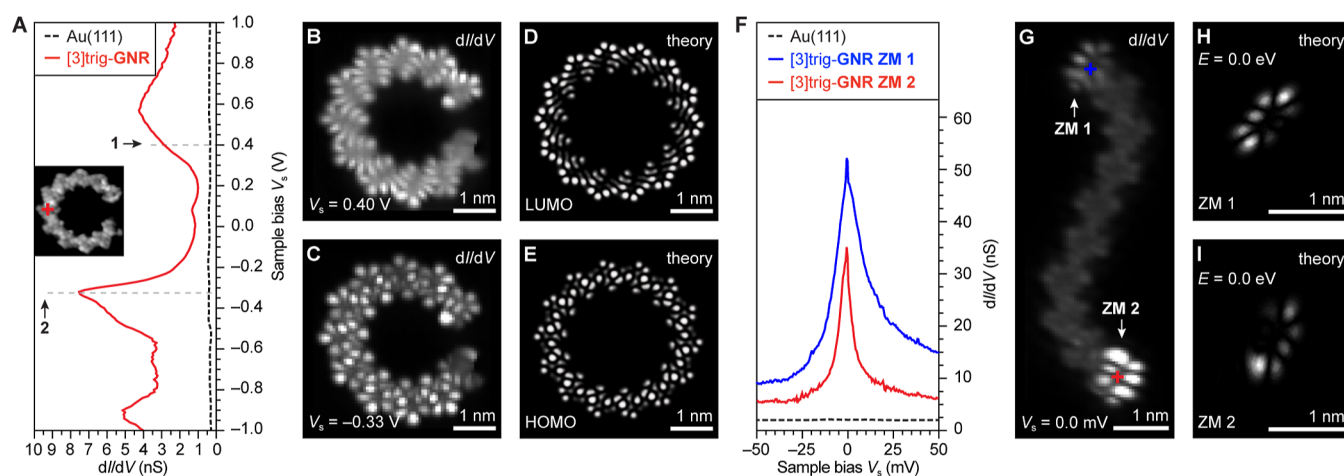 A
Au(111)
[3]trig-GNR
1
2
1.0
0.8
0.6
0.4
0.2
0.0
−0.2
−0.4
−0.6
−0.8
−1.0
Sample bias Vs (V)
10 9 8 7 6 5 4 3 2 1 0
dI/dV (nS)
B
dI/dV
Vs = 0.40 V
1 nm
C
dI/dV
Vs = −0.33 V
1 nm
D
theory
LUMO
1 nm
E
theory
HOMO
1 nm
F
Au(111)
[3]trig-GNR ZM 1
[3]trig-GNR ZM 2
60
50
40
30
20
10
0
dI/dV (nS)
−50 −25 0 25 50
Sample bias Vs (mV)
G
dI/dV
ZM 1
ZM 2
Vs = 0.0 mV
1 nm
H
theory
E = 0.0 eV
ZM 1
1 nm
I
theory
E = 0.0 eV
ZM 2
1 nm